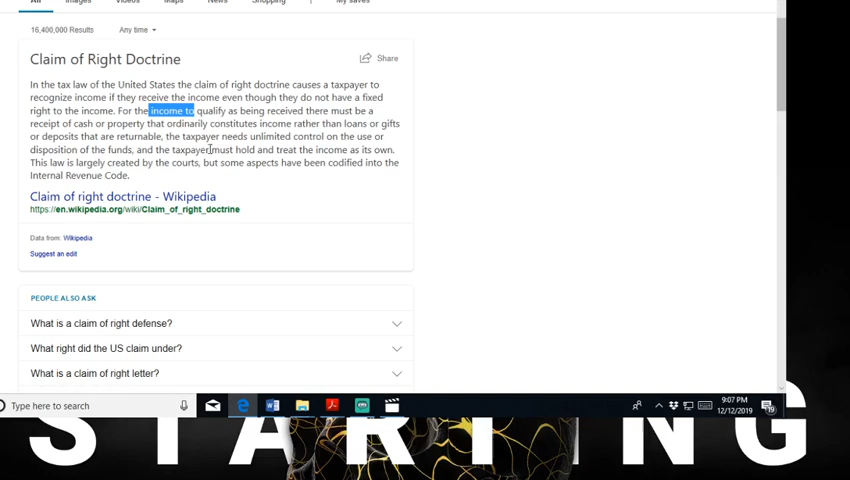 All Images Videos Maps News Shopping My saves
16,400,000 Results Any time
Claim of Right Doctrine
Share
In the tax law of the United States the claim of right doctrine causes a taxpayer to
recognize income if they receive the income even though they do not have a fixed
right to the income. For the income to qualify as being received there must be a
receipt of cash or property that ordinarily constitutes income rather than loans or gifts
or deposits that are returnable, the taxpayer needs unlimited control on the use or
disposition of the funds, and the taxpayer must hold and treat the income as its own.
This law is largely created by the courts, but some aspects have been codified into the
Internal Revenue Code.
Claim of right doctrine - Wikipedia
https://en.wikipedia.org/wiki/Claim_of_right_doctrine
Data from: Wikipedia
Suggest an edit
PEOPLE ALSO ASK
What is a claim of right defense?
What right did the US claim under?
What is a claim of right letter?
Type here to search
9:07 PM
12/12/2019
19
STARTING